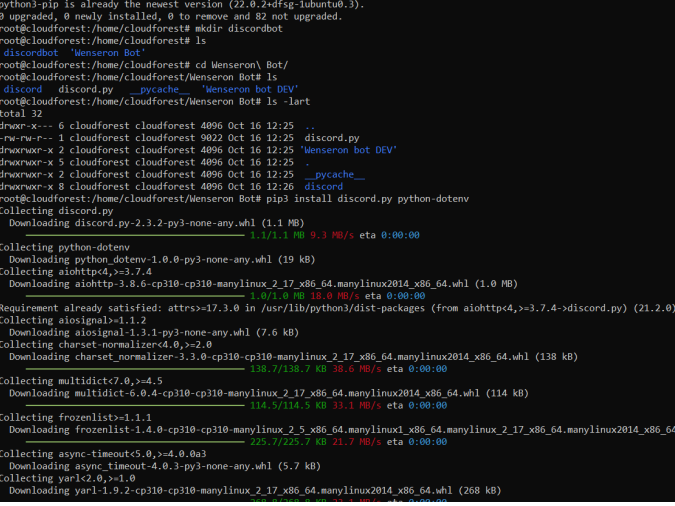 python3-pip is already the newest version (22.0.2+dfsg-1ubuntu0.3).
0 upgraded, 0 newly installed, 0 to remove and 82 not upgraded.
root@cloudforest:/home/cloudforest# mkdir discordbot
root@cloudforest:/home/cloudforest# ls
discordbot 'Wenseron Bot'
root@cloudforest:/home/cloudforest# cd Wenseron\ Bot/
root@cloudforest:/home/cloudforest/Wenseron Bot# ls
discord discord.py __pycache__ 'Wenseron bot DEV'
root@cloudforest:/home/cloudforest/Wenseron Bot# ls -lart
total 32
drwxr-x--- 6 cloudforest cloudforest 4096 Oct 16 12:25 ..
-rw-rw-r-- 1 cloudforest cloudforest 9022 Oct 16 12:25 discord.py
drwxrwxr-x 2 cloudforest cloudforest 4096 Oct 16 12:25 'Wenseron bot DEV'
drwxrwxr-x 5 cloudforest cloudforest 4096 Oct 16 12:25 .
drwxrwxr-x 2 cloudforest cloudforest 4096 Oct 16 12:25 __pycache__
drwxrwxr-x 8 cloudforest cloudforest 4096 Oct 16 12:26 discord
root@cloudforest:/home/cloudforest/Wenseron Bot# pip3 install discord.py python-dotenv
Collecting discord.py
Downloading discord.py-2.3.2-py3-none-any.whl (1.1 MB)
1.1/1.1 MB 9.3 MB/s eta 0:00:00
Collecting python-dotenv
Downloading python_dotenv-1.0.0-py3-none-any.whl (19 kB)
Collecting aiohttp<4,>=3.7.4
Downloading aiohttp-3.8.6-cp310-cp310-manylinux_2_17_x86_64.manylinux2014_x86_64.whl (1.0 MB)
1.0/1.0 MB 18.0 MB/s eta 0:00:00
Requirement already satisfied: attrs>=17.3.0 in /usr/lib/python3/dist-packages (from aiohttp<4,>=3.7.4->discord.py) (21.2.0)
Collecting aiosignal>=1.1.2
Downloading aiosignal-1.3.1-py3-none-any.whl (7.6 kB)
Collecting charset-normalizer<4.0,>=2.0
Downloading charset_normalizer-3.3.0-cp310-cp310-manylinux_2_17_x86_64.manylinux2014_x86_64.whl (138 kB)
138.7/138.7 KB 38.6 MB/s eta 0:00:00
Collecting multidict<7.0,>=4.5
Downloading multidict-6.0.4-cp310-cp310-manylinux_2_17_x86_64.manylinux2014_x86_64.whl (114 kB)
114.5/114.5 KB 33.1 MB/s eta 0:00:00
Collecting frozenlist>=1.1.1
Downloading frozenlist-1.4.0-cp310-cp310-manylinux_2_5_x86_64.manylinux1_x86_64.manylinux_2_17_x86_64.manylinux2014_x86_64
225.7/225.7 KB 21.7 MB/s eta 0:00:00
Collecting async-timeout<5.0,>=4.0.0a3
Downloading async_timeout-4.0.3-py3-none-any.whl (5.7 kB)
Collecting yarl<2.0,>=1.0
Downloading yarl-1.9.2-cp310-cp310-manylinux_2_17_x86_64.manylinux2014_x86_64.whl (268 kB)